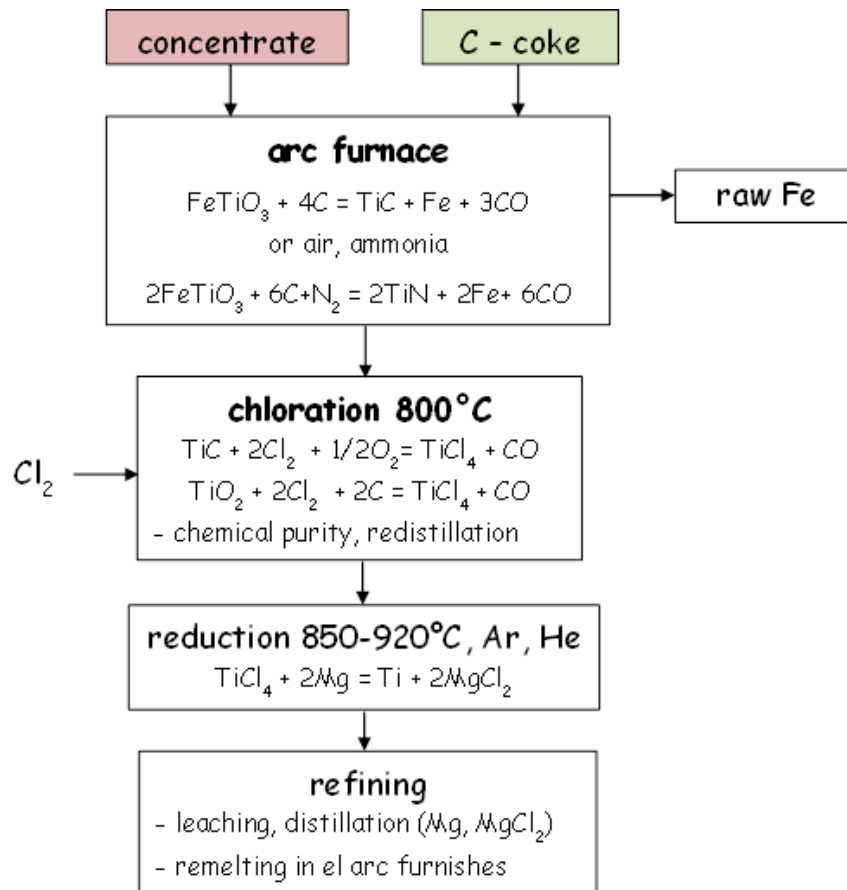 concentrate
C - coke
arc furnace
FeTiO₃ + 4C = TiC + Fe + 3CO
or air, ammonia
2FeTiO₃ + 6C+N₂ = 2TiN + 2Fe+ 6CO
raw Fe
chloration 800°C
TiC + 2Cl₂ + 1/2O₂= TiCl₄ + CO
TiO₂ + 2Cl₂ + 2C = TiCl₄ + CO
- chemical purity, redistillation
Cl₂
reduction 850-920°C, Ar, He
TiCl₄ + 2Mg = Ti + 2MgCl₂
refining
- leaching, distillation (Mg, MgCl₂)
- remelting in el arc furnishes